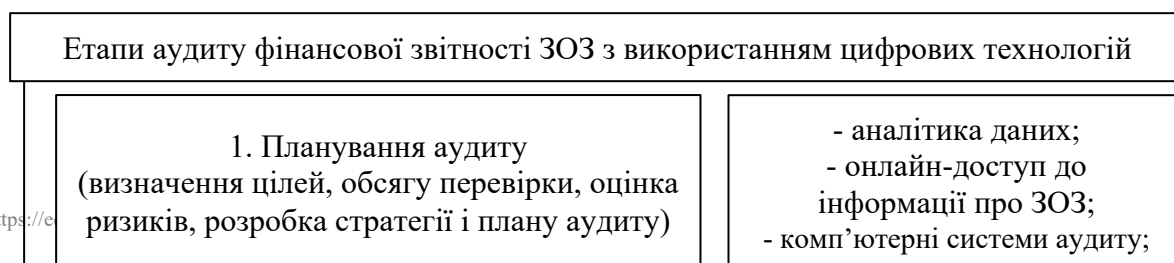 Етапи аудиту фінансової звітності ЗОЗ з використанням цифрових технологій
1. Планування аудиту
(визначення цілей, обсягу перевірки, оцінка
ризиків, розробка стратегії і плану аудиту)
- аналітика даних;
- онлайн-доступ до
інформації про ЗОЗ;
- комп’ютерні системи аудиту;